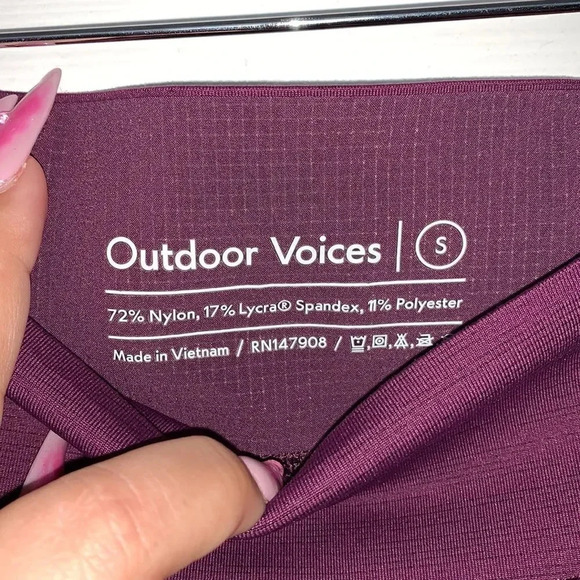 Outdoor Voices | S
72% Nylon, 17% Lycra® Spandex, 11% Polyester
Made in Vietnam / RN147908 /